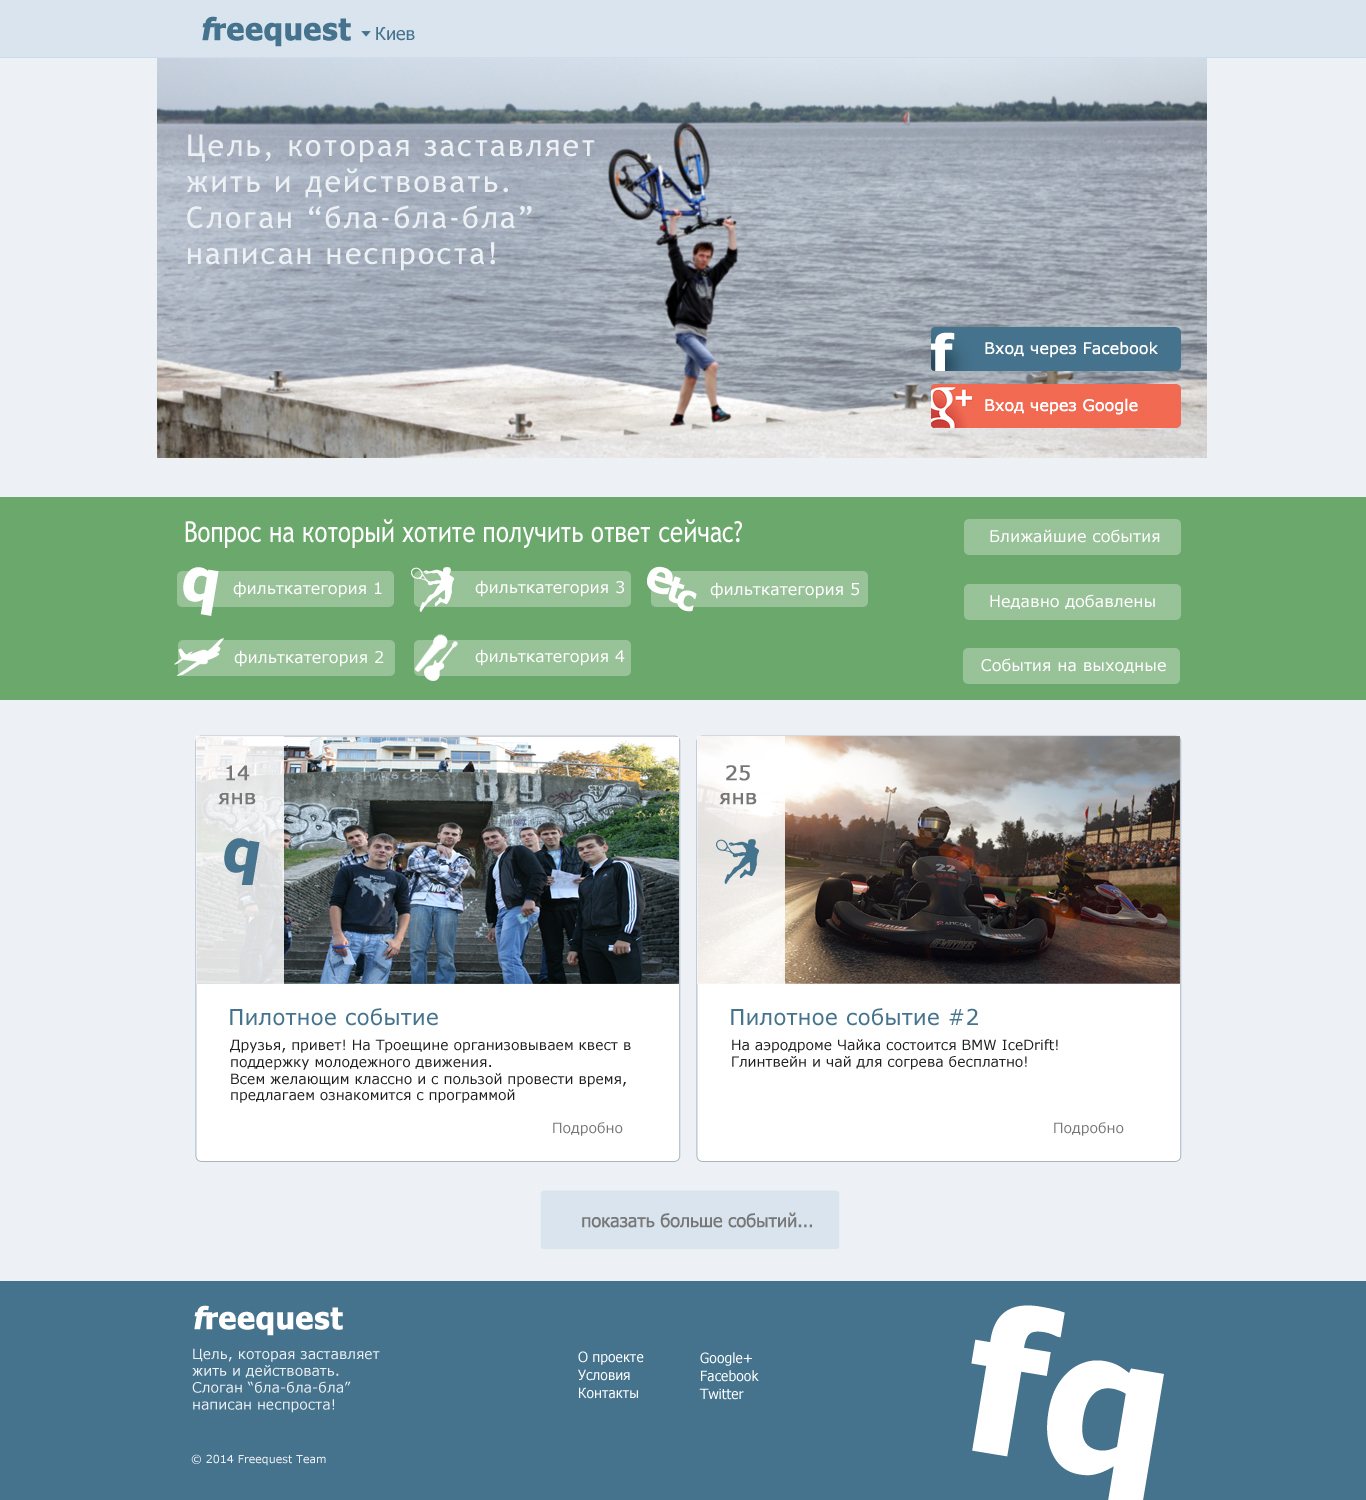 freequest
Киев
Цель, которая заставляет
жить и действовать.
Слоган “бла-бла-бла”
написан неспроста!
Вход через Facebook
g+ Вход через Google
Вопрос на который хотите получить ответ сейчас?
q фильткатегория 1
фильткатегория 3
etc фильткатегория 5
фильткатегория 2
фильткатегория 4
Ближайшие события
Недавно добавлены
События на выходные
14
янв
q
25
янв
22
Пилотное событие
Друзья, привет! На Троещине организовываем квест в
поддержку молодежного движения.
Всем желающим классно и с пользой провести время,
предлагаем ознакомится с программой
Подробно
Пилотное событие #2
На аэродроме Чайка состоится BMW IceDrift!
Глинтвейн и чай для согрева бесплатно!
Подробно
показать больше событий...
freequest
Цель, которая заставляет
жить и действовать.
Слоган “бла-бла-бла”
написан неспроста!
© 2014 Freequest Team
О проекте
Условия
Контакты
Google+
Facebook
Twitter
fq